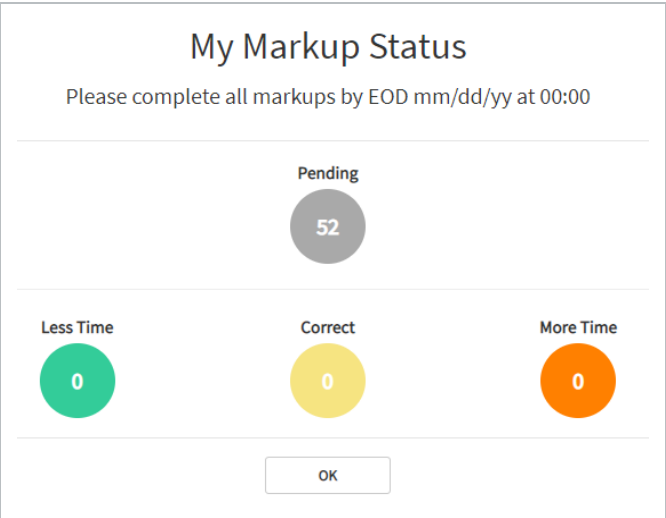 My Markup Status
Please complete all markups by EOD mm/dd/yy at 00:00
Pending
52
Less Time
Correct
More Time
0
0
0
OK